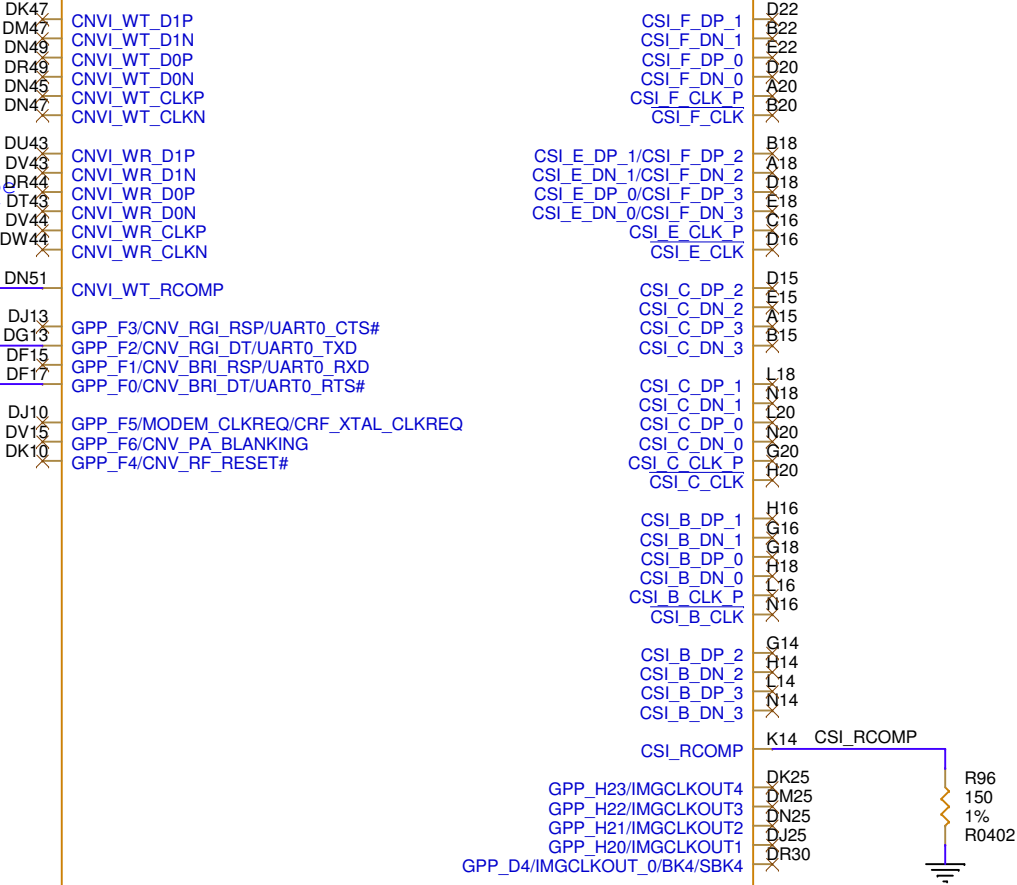 DK47 CNVI_WT_D1P
DM47 CNVI_WT_D1N
DN49 CNVI_WT_D0P
DR49 CNVI_WT_D0N
DN45 CNVI_WT_CLKP
DN47 CNVI_WT_CLKN
DU43 CNVI_WR_D1P
DV43 CNVI_WR_D1N
DR44 CNVI_WR_D0P
DT43 CNVI_WR_D0N
DV44 CNVI_WR_CLKP
DW44 CNVI_WR_CLKN
DN51 CNVI_WT_RCOMP
DJ13 GPP_F3/CNV_RGI_RSP/UART0_CTS#
DG13 GPP_F2/CNV_RGI_DT/UART0_TXD
DF15 GPP_F1/CNV_BRI_RSP/UART0_RXD
DF17 GPP_F0/CNV_BRI_DT/UART0_RTS#
DJ10 GPP_F5/MODEM_CLKREQ/CRF_XTAL_CLKREQ
DV15 GPP_F6/CNV_PA_BLANKING
DK10 GPP_F4/CNV_RF_RESET#
CSI_F_DP_1 D22
CSI_F_DN_1 B22
CSI_F_DP_0 E22
CSI_F_DN_0 D20
CSI_F_CLK_P A20
CSI_F_CLK B20
CSI_E_DP_1/CSI_F_DP_2 B18
CSI_E_DN_1/CSI_F_DN_2 A18
CSI_E_DP_0/CSI_F_DP_3 D18
CSI_E_DN_0/CSI_F_DN_3 E18
CSI_E_CLK_P C16
CSI_E_CLK D16
CSI_C_DP_2 D15
CSI_C_DN_2 E15
CSI_C_DP_3 A15
CSI_C_DN_3 B15
CSI_C_DP_1 L18
CSI_C_DN_1 N18
CSI_C_DP_0 L20
CSI_C_DN_0 N20
CSI_C_CLK_P G20
CSI_C_CLK H20
CSI_B_DP_1 H16
CSI_B_DN_1 G16
CSI_B_DP_0 G18
CSI_B_DN_0 H18
CSI_B_CLK_P L16
CSI_B_CLK N16
CSI_B_DP_2 G14
CSI_B_DN_2 H14
CSI_B_DP_3 L14
CSI_B_DN_3 N14
CSI_RCOMP K14 CSI_RCOMP
GPP_H23/IMGCLKOUT4 DK25
GPP_H22/IMGCLKOUT3 DM25
GPP_H21/IMGCLKOUT2 DN25
GPP_H20/IMGCLKOUT1 DJ25
GPP_D4/IMGCLKOUT_0/BK4/SBK4 DR30
R96
150
1%
R0402